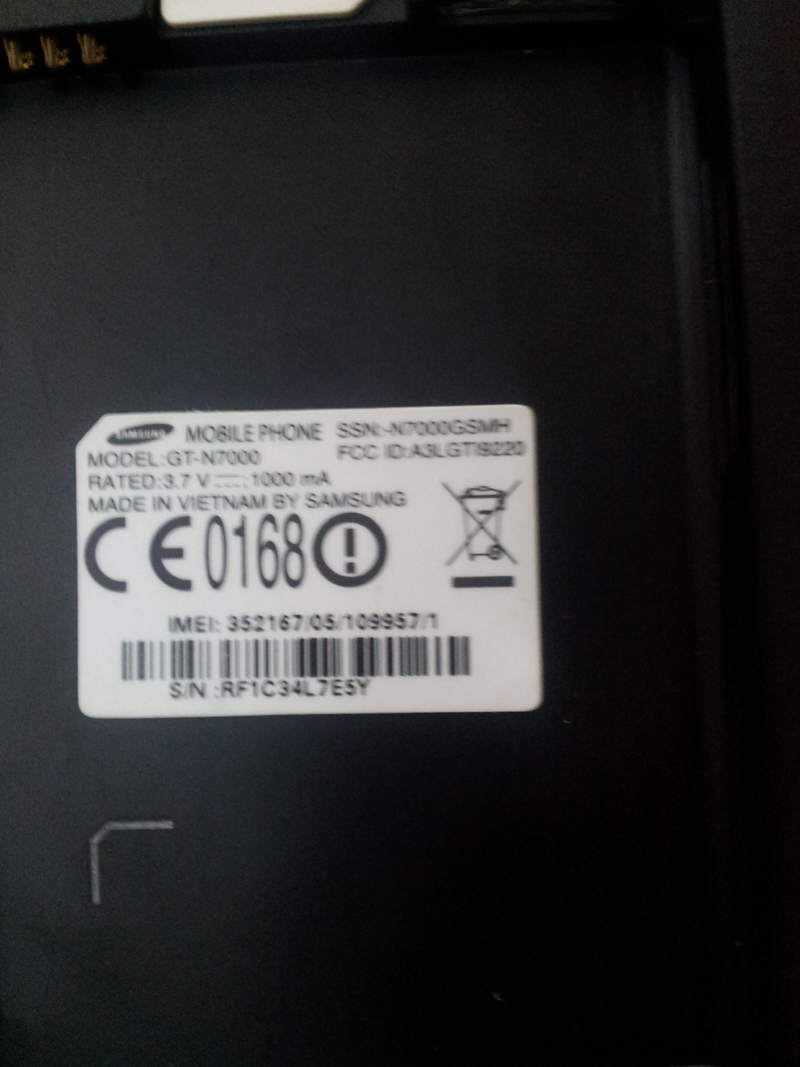 SAMSUNG MOBILE PHONE SSN:-N7000GSMH
MODEL:GT-N7000 FCC ID:A3LGTI9220
RATED:3.7 V 1000 mA
MADE IN VIETNAM BY SAMSUNG
CE0168
IMEI: 352167/05/109957/1
S/N :RF1C34L7E5Y